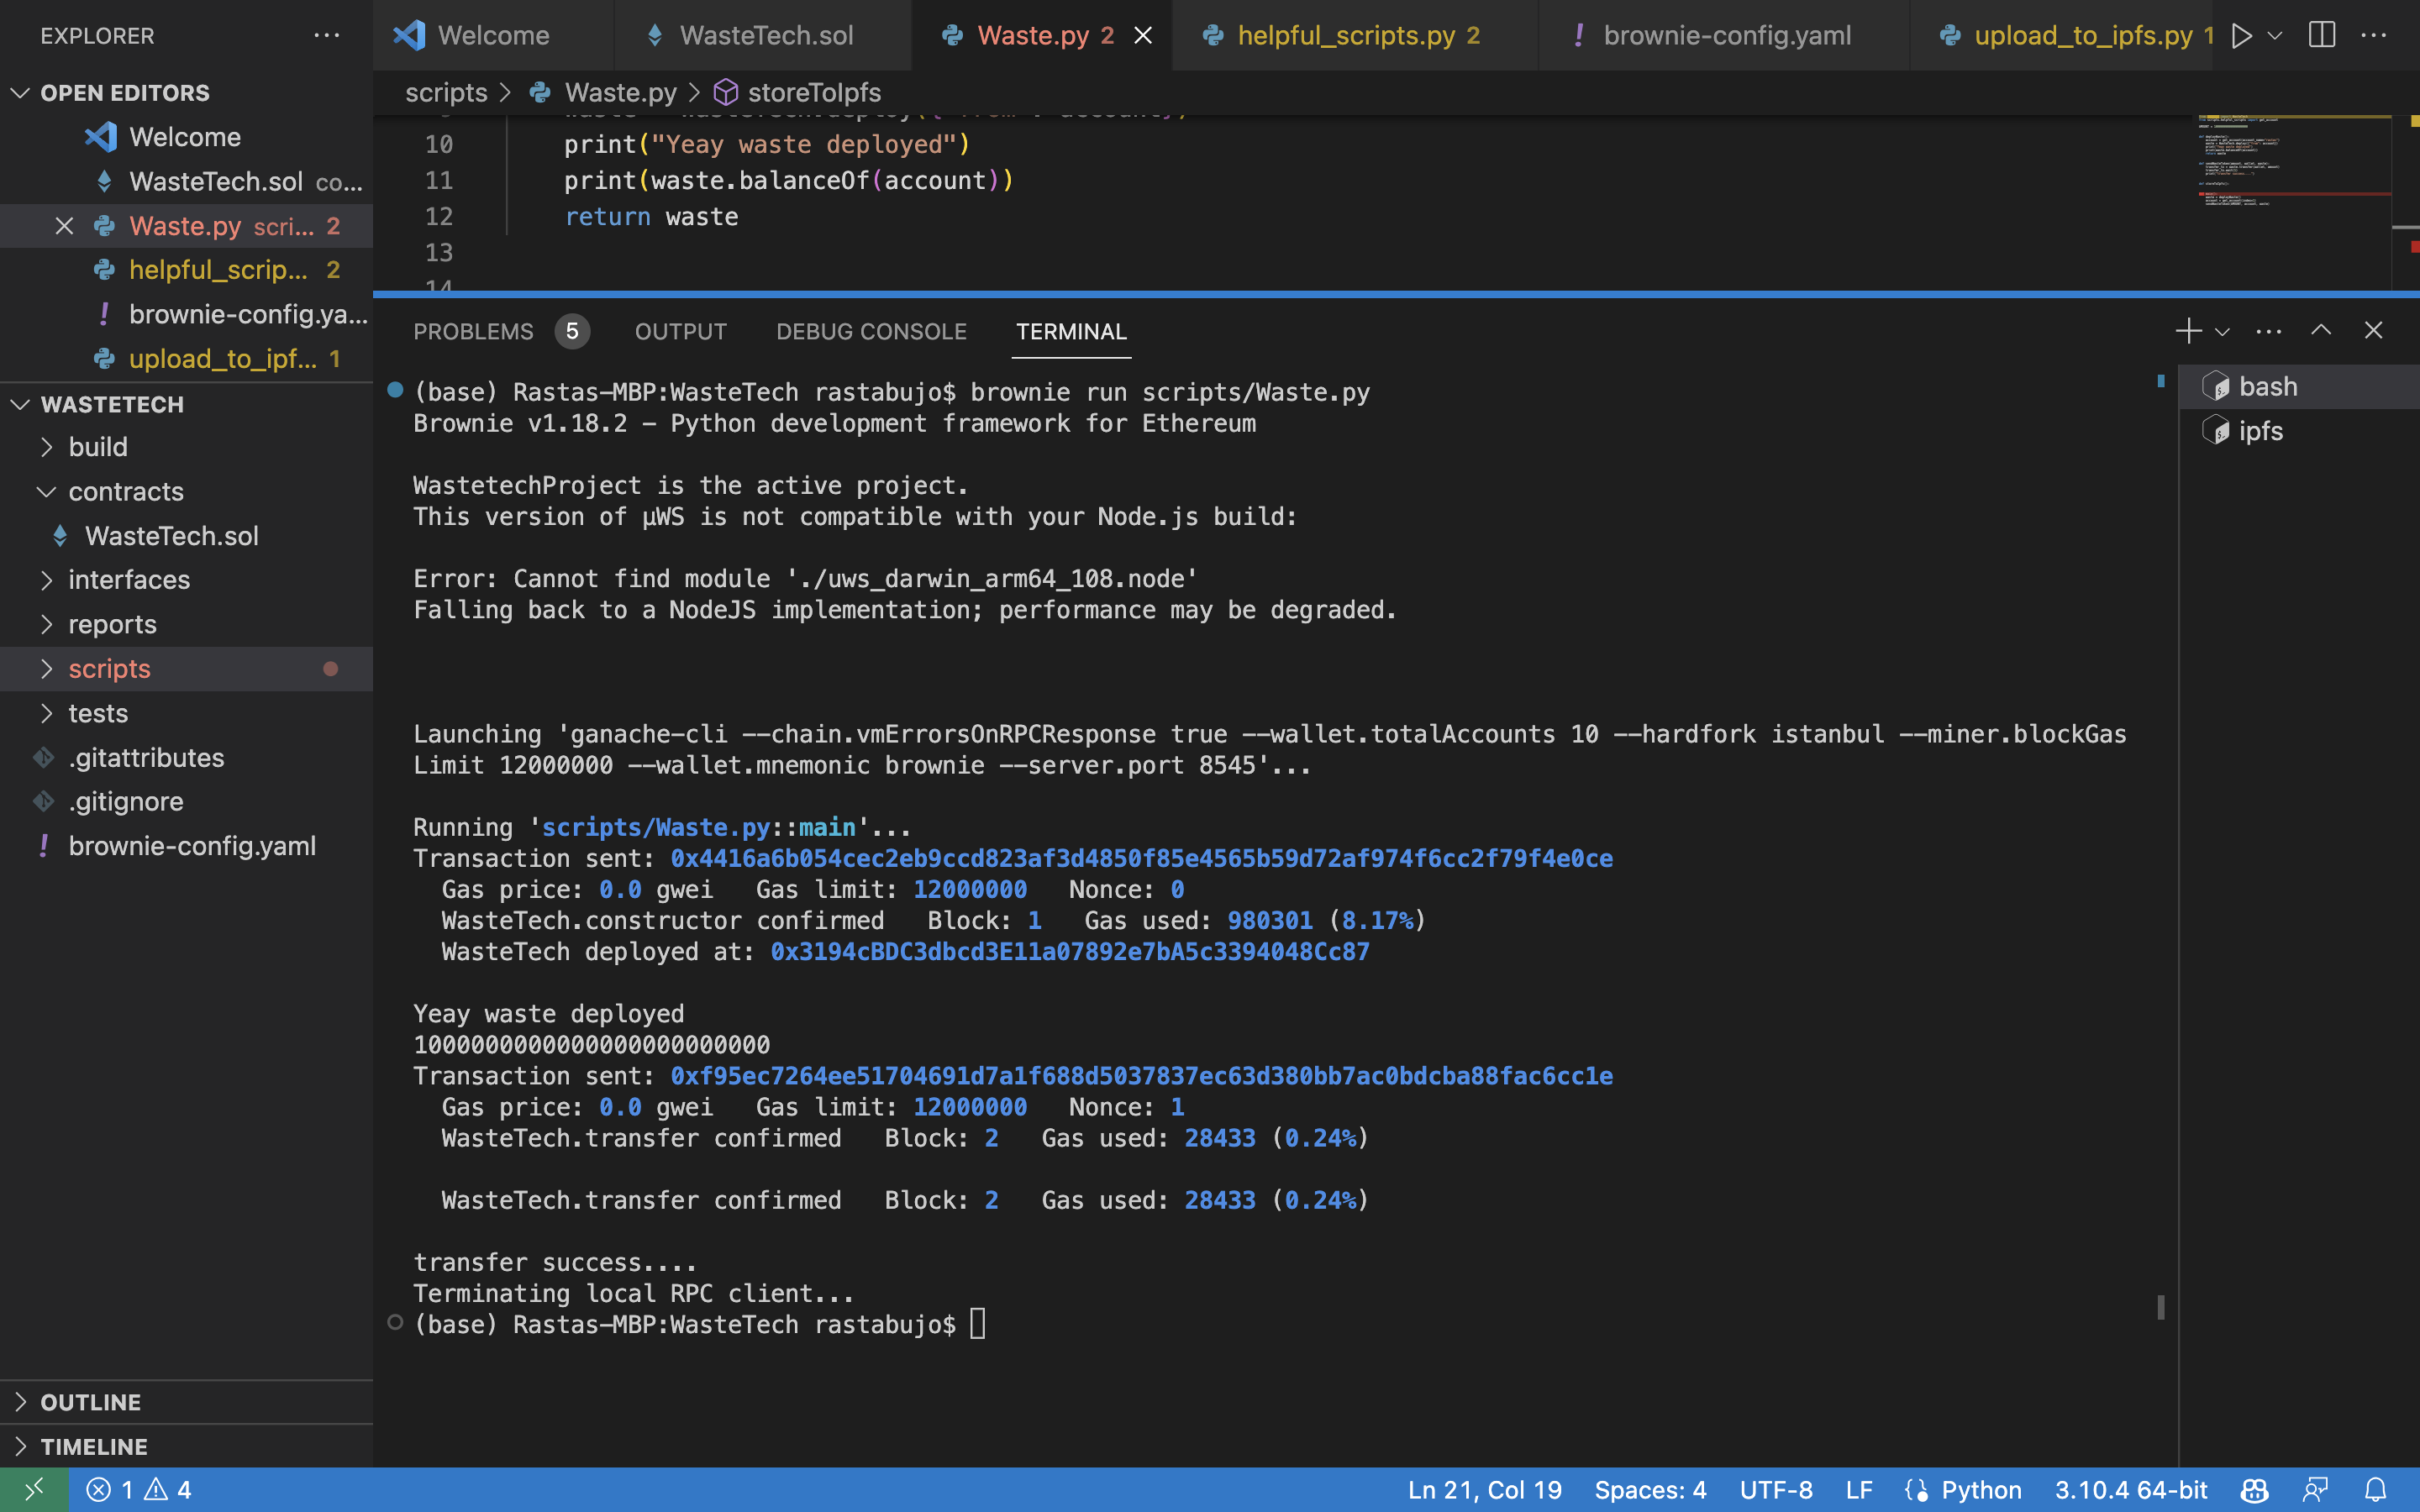 EXPLORER
Welcome
WasteTech.sol
Waste.py 2
helpful_scripts.py 2
brownie-config.yaml
upload_to_ipfs.py 1
OPEN EDITORS
Welcome
WasteTech.sol co...
Waste.py scri... 2
helpful_scrip... 2
brownie-config.ya...
upload_to_ipf... 1
WASTETECH
build
contracts
WasteTech.sol
interfaces
reports
scripts
tests
.gitattributes
.gitignore
brownie-config.yaml
OUTLINE
TIMELINE
scripts > Waste.py > storeToIpfs
10 print("Yeay waste deployed")
11 print(waste.balanceOf(account))
12 return waste
13
14
PROBLEMS 5 OUTPUT DEBUG CONSOLE TERMINAL
bash
ipfs
(base) Rastas-MBP:WasteTech rastabujo$ brownie run scripts/Waste.py
Brownie v1.18.2 - Python development framework for Ethereum
WastetechProject is the active project.
This version of µWS is not compatible with your Node.js build:
Error: Cannot find module './uws_darwin_arm64_108.node'
Falling back to a NodeJS implementation; performance may be degraded.
Launching 'ganache-cli --chain.vmErrorsOnRPCResponse true --wallet.totalAccounts 10 --hardfork istanbul --miner.blockGas
Limit 12000000 --wallet.mnemonic brownie --server.port 8545'...
Running 'scripts/Waste.py::main'...
Transaction sent: 0x4416a6b054cec2eb9ccd823af3d4850f85e4565b59d72af974f6cc2f79f4e0ce
Gas price: 0.0 gwei Gas limit: 12000000 Nonce: 0
WasteTech.constructor confirmed Block: 1 Gas used: 980301 (8.17%)
WasteTech deployed at: 0x3194cBDC3dbcd3E11a07892e7bA5c3394048Cc87
Yeay waste deployed
1000000000000000000000000
Transaction sent: 0xf95ec7264ee51704691d7a1f688d5037837ec63d380bb7ac0bdcba88fac6cc1e
Gas price: 0.0 gwei Gas limit: 12000000 Nonce: 1
WasteTech.transfer confirmed Block: 2 Gas used: 28433 (0.24%)
WasteTech.transfer confirmed Block: 2 Gas used: 28433 (0.24%)
transfer success....
Terminating local RPC client...
(base) Rastas-MBP:WasteTech rastabujo$
1 4
Ln 21, Col 19 Spaces: 4 UTF-8 LF Python 3.10.4 64-bit